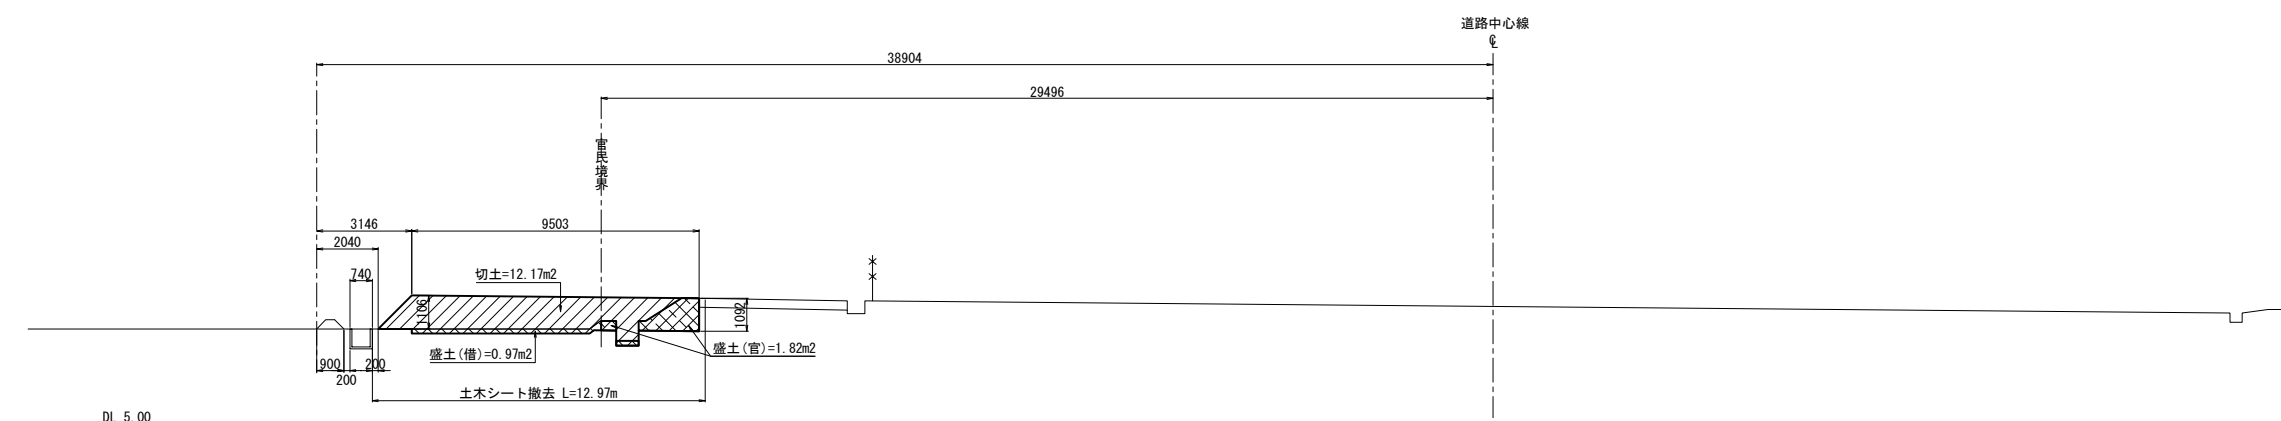 道路中心線
℄
38904
29496
官民境界
3146
9503
2040
740
切土=12.17m2
1106
1092
盛土(借)=0.97m2
盛土(官)=1.82m2
900
200
200
土木シート撤去 L=12.97m
DL 5.00